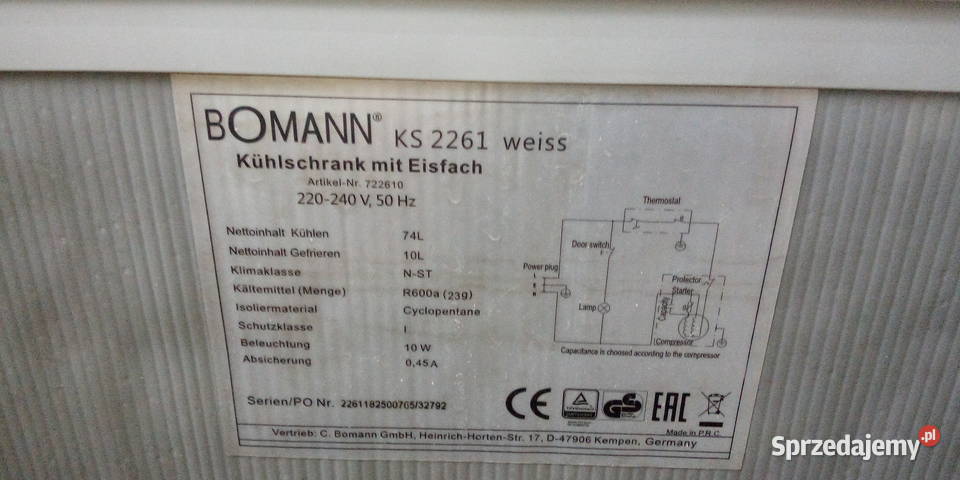 BOMANN® KS 2261 weiss
Kühlschrank mit Eisfach
Artikel-Nr. 722610
220-240 V, 50 Hz
Nettoinhalt Kühlen 74L
Nettoinhalt Gefrieren 10L
Klimaklasse N-ST
Kältemittel (Menge) R600a (23g)
Isoliermaterial Cyclopentane
Schutzklasse I
Beleuchtung 10 W
Absicherung 0,45A
Thermostat
Door switch
Power plug
Protector
Starter
Capacity
Lamp
Compressor
Capacitance is choosed according to the compressor
Serien/PO Nr. 2261182500765/32792
CE GS EAC
Made in P.R.C.
Vertrieb: C. Bomann GmbH, Heinrich-Horten-Str. 17, D-47906 Kempen, Germany
Sprzedajemy.pl